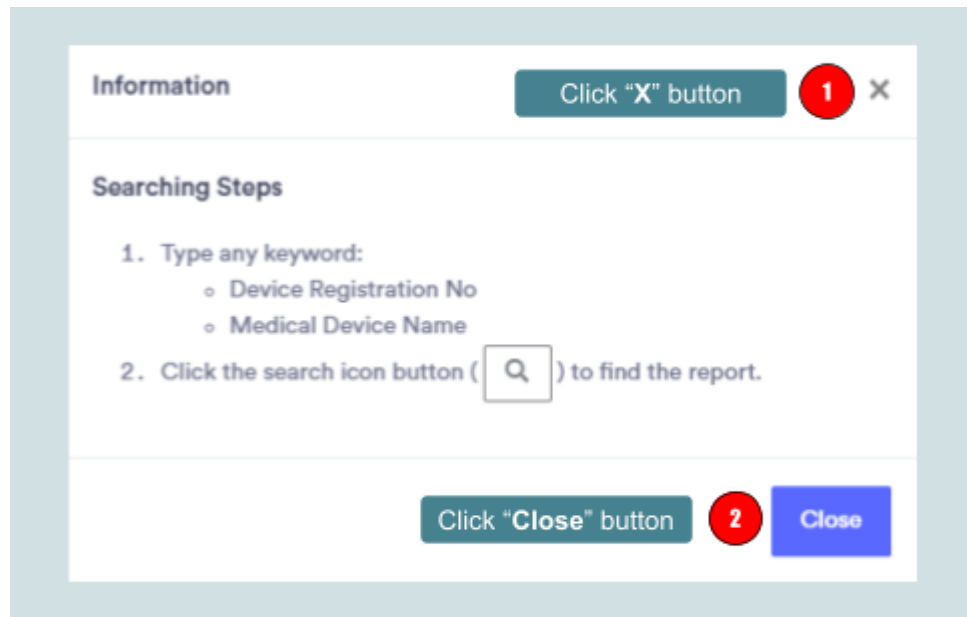 Information
Click “X” button 1 ×
Searching Steps
1. Type any keyword:
◦ Device Registration No
◦ Medical Device Name
2. Click the search icon button ( ) to find the report.
Click “Close” button 2 Close